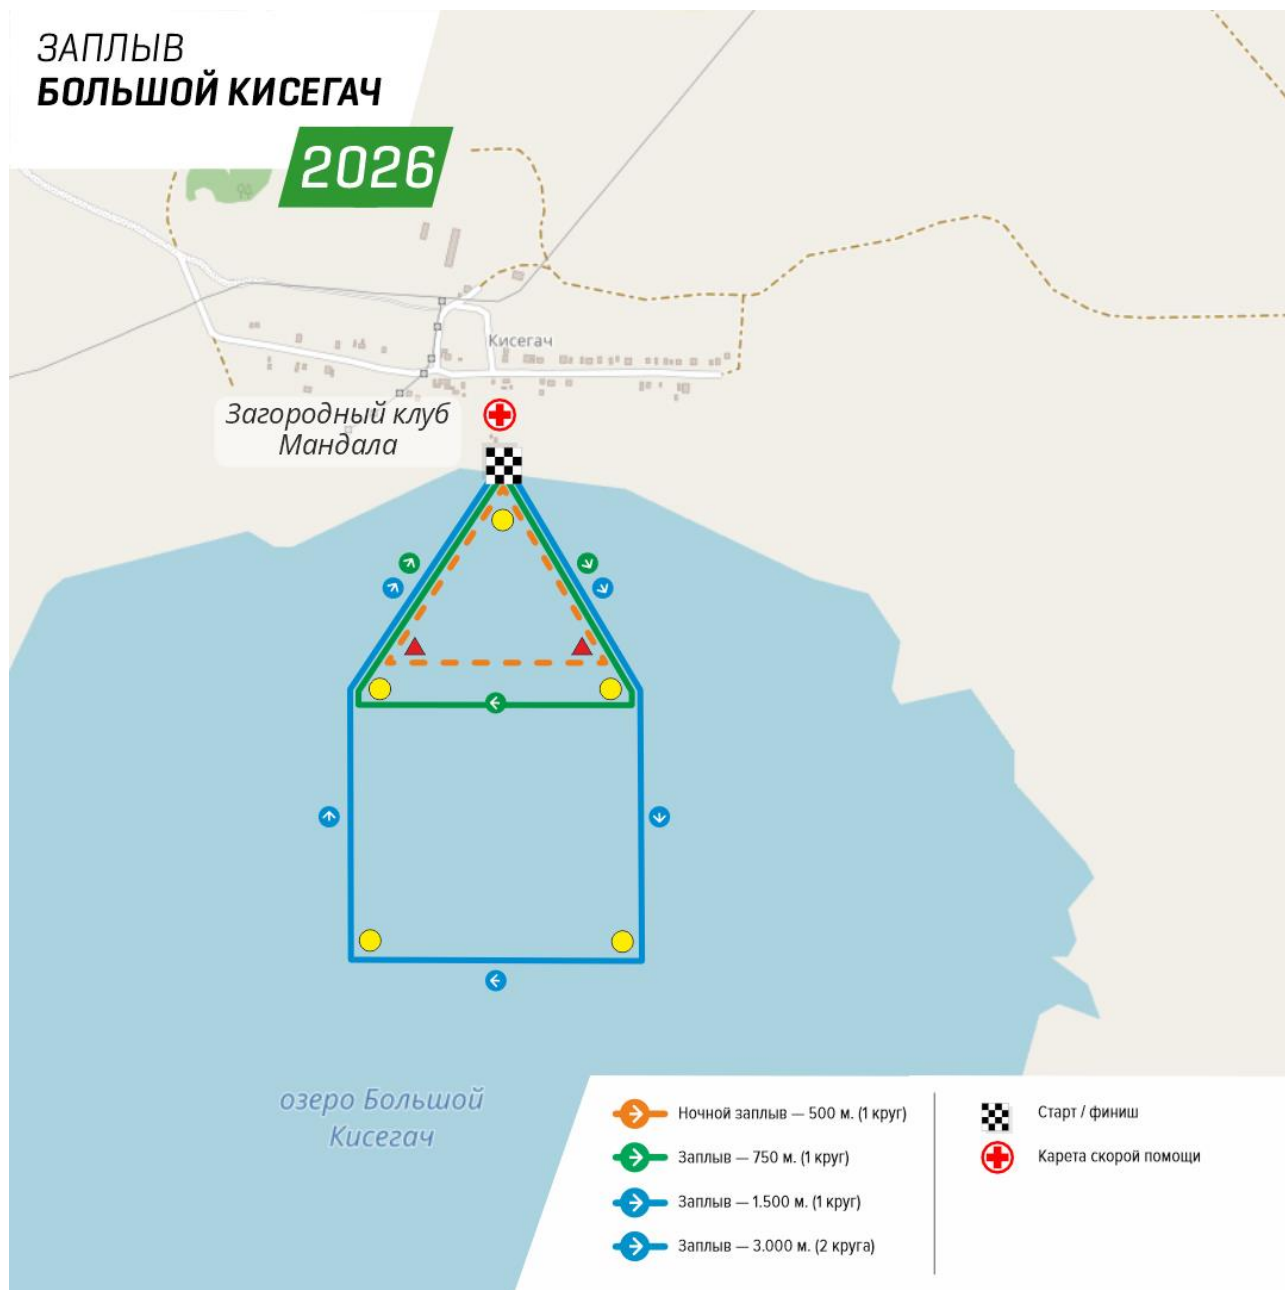 ЗАПЛЫВ
БОЛЬШОЙ КИСЕГАЧ
2026
Кисегач
Загородный клуб
Мандала
озеро Большой
Кисегач
Ночной заплыв — 500 м. (1 круг)
Заплыв — 750 м. (1 круг)
Заплыв — 1.500 м. (1 круг)
Заплыв — 3.000 м. (2 круга)
Старт / финиш
Карета скорой помощи